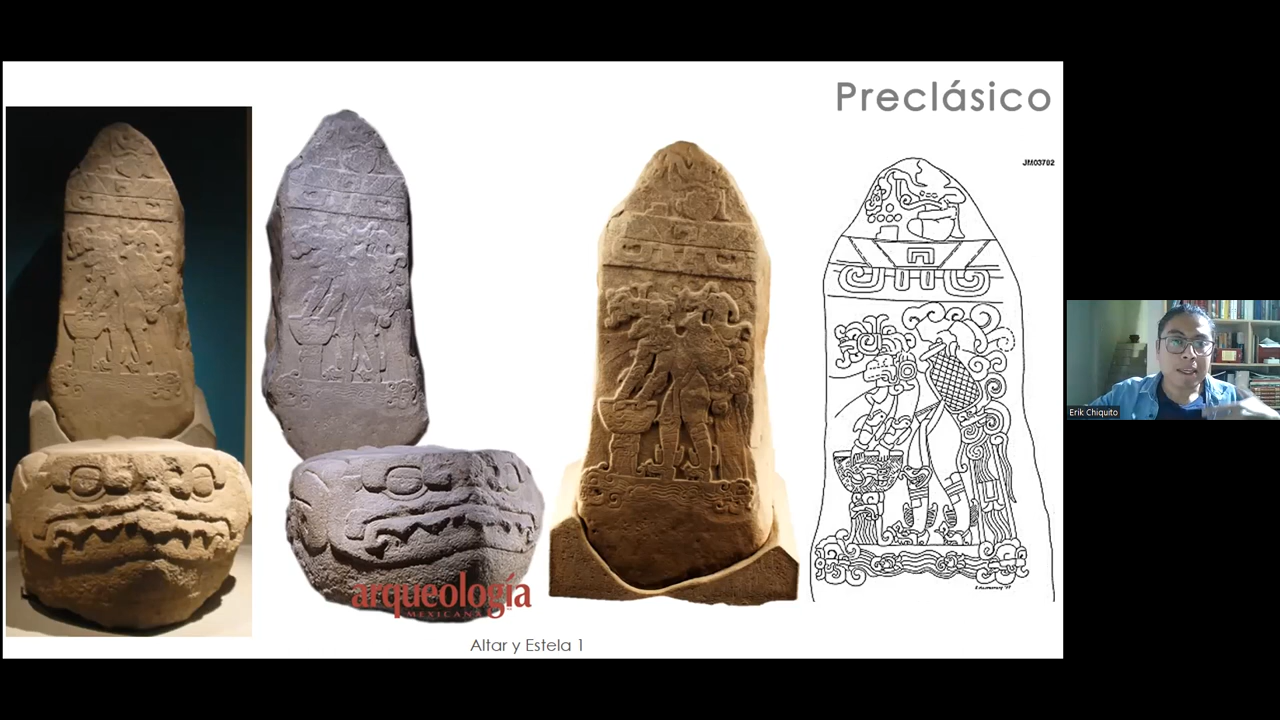 Preclásico
JM03702
arqueología
MEXICANA
Altar y Estela 1
Erik Chiquito